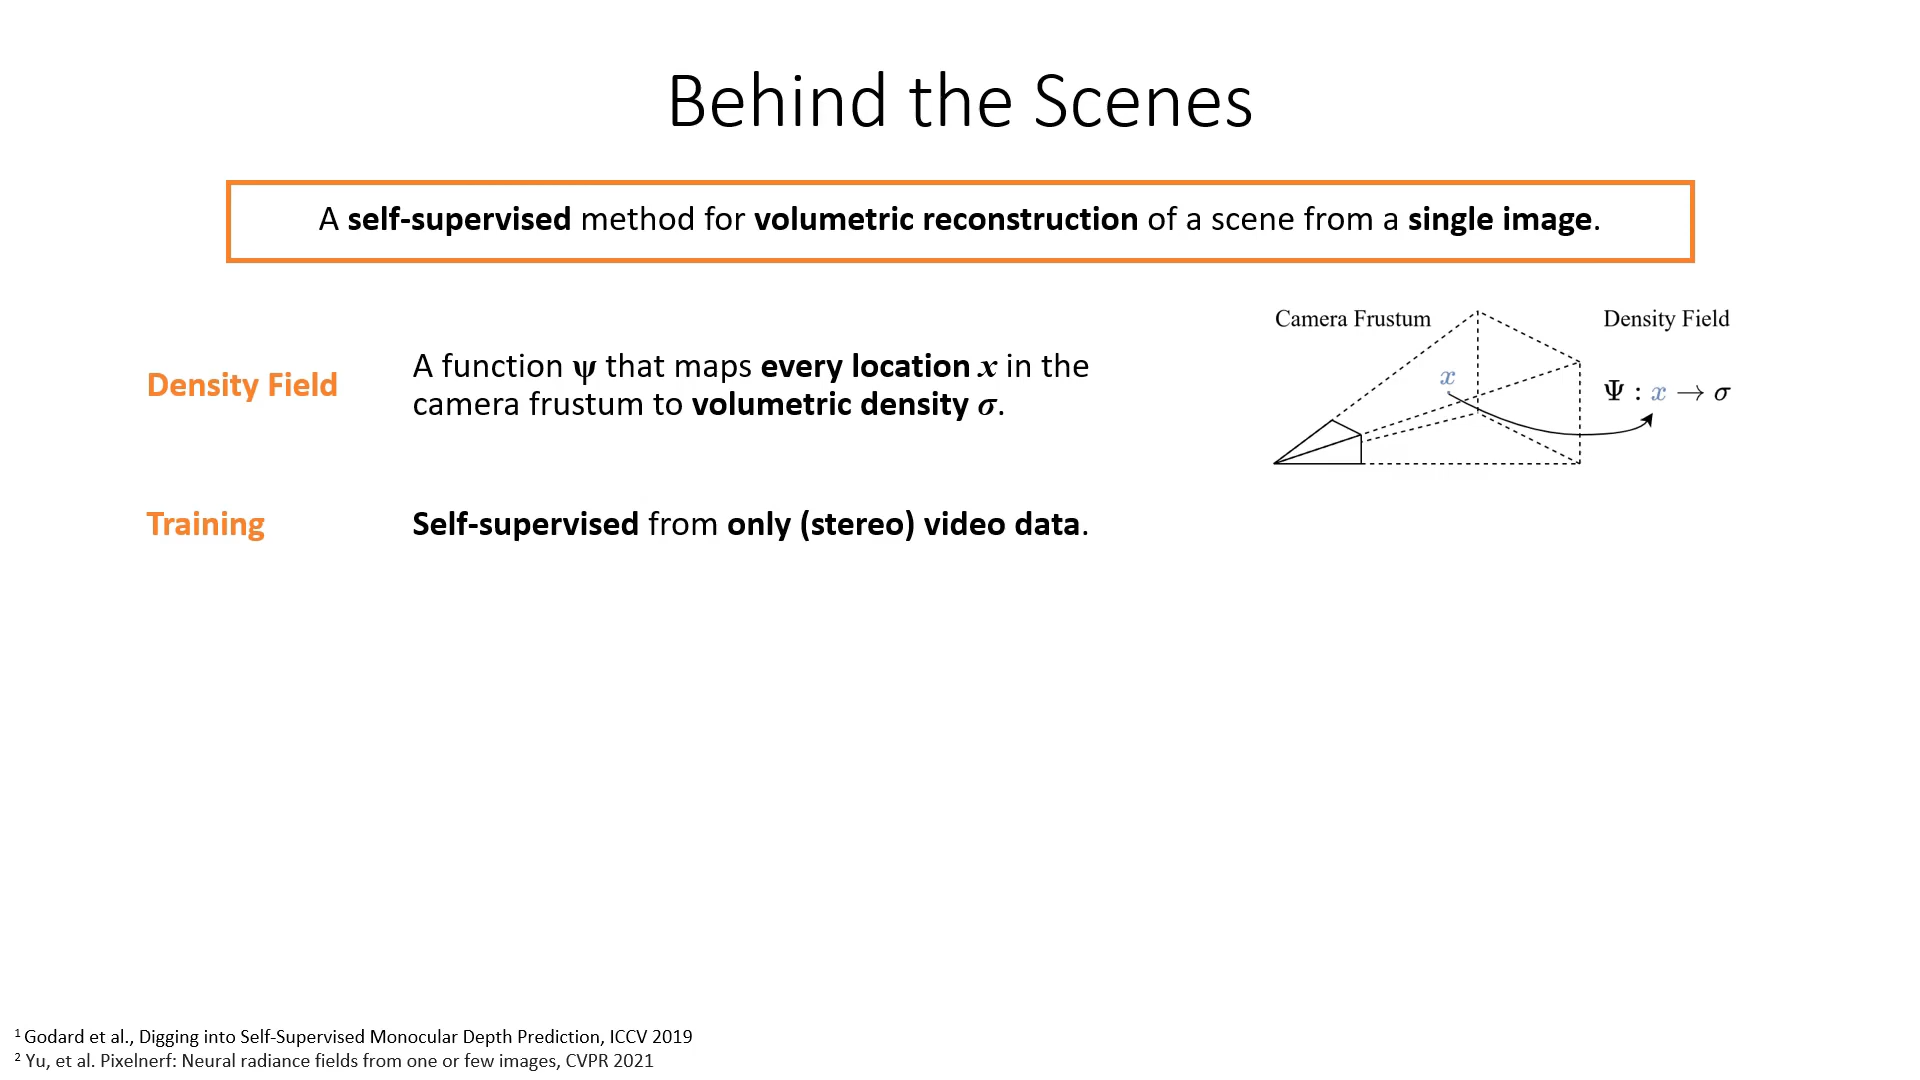 Behind the Scenes
A self-supervised method for volumetric reconstruction of a scene from a single image.
Density Field
A function ψ that maps every location x in the
camera frustum to volumetric density σ.
Camera Frustum
Density Field
x
Ψ : x → σ
Training
Self-supervised from only (stereo) video data.
¹ Godard et al., Digging into Self-Supervised Monocular Depth Prediction, ICCV 2019
² Yu, et al. Pixelnerf: Neural radiance fields from one or few images, CVPR 2021